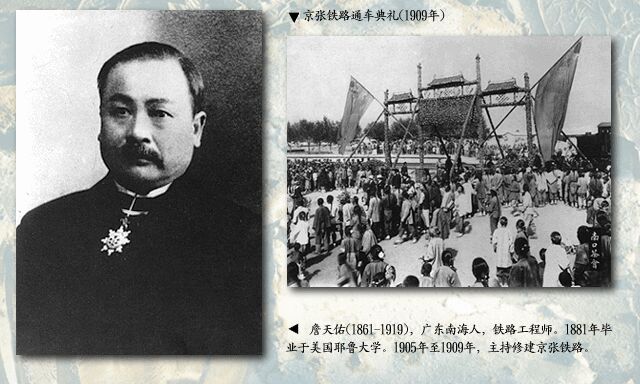 ▼京张铁路通车典礼(1909年)
南口茶會
◀ 詹天佑(1861-1919)，广东南海人，铁路工程师。1881年毕
业于美国耶鲁大学。1905年至1909年，主持修建京张铁路。